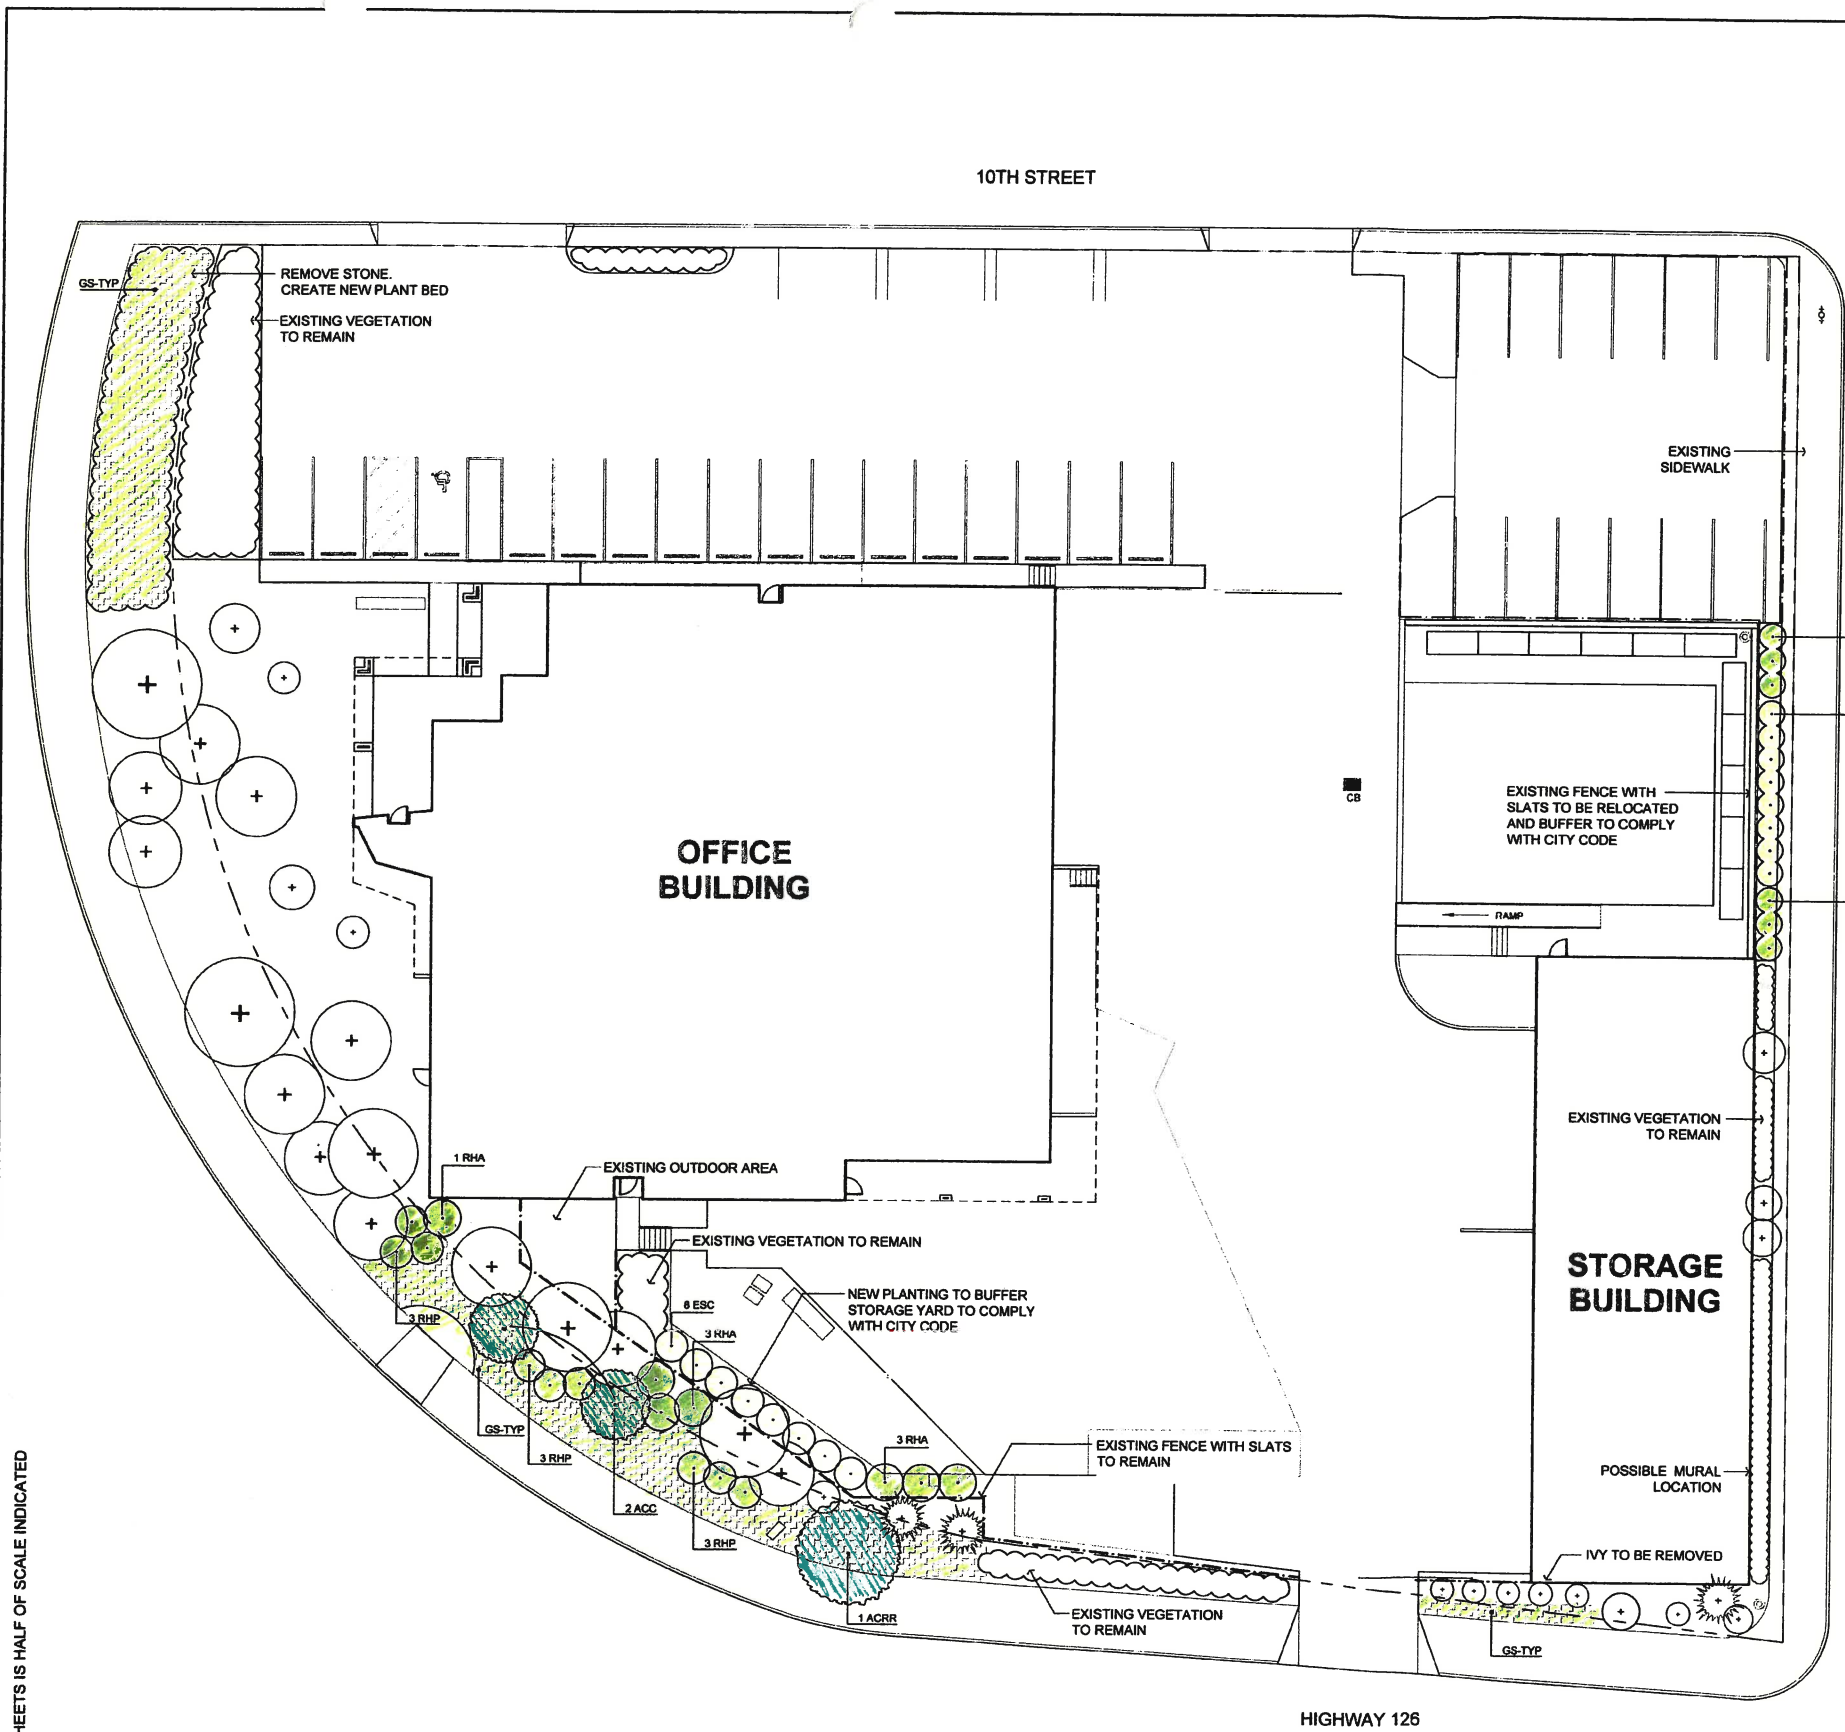 10TH STREET
GS-TYP
REMOVE STONE.
CREATE NEW PLANT BED
EXISTING VEGETATION
TO REMAIN
EXISTING
SIDEWALK
OFFICE
BUILDING
CB
EXISTING FENCE WITH
SLATS TO BE RELOCATED
AND BUFFER TO COMPLY
WITH CITY CODE
RAMP
EXISTING VEGETATION
TO REMAIN
1 RHA
EXISTING OUTDOOR AREA
EXISTING VEGETATION TO REMAIN
STORAGE
BUILDING
NEW PLANTING TO BUFFER
STORAGE YARD TO COMPLY
WITH CITY CODE
8 ESC
3 RHP
3 RHA
GS-TYP
3 RHP
3 RHA
EXISTING FENCE WITH SLATS
TO REMAIN
POSSIBLE MURAL
LOCATION
2 ACC
3 RHP
IVY TO BE REMOVED
1 ACRR
EXISTING VEGETATION
TO REMAIN
GS-TYP
HIGHWAY 126
HEETS IS HALF OF SCALE INDICATED